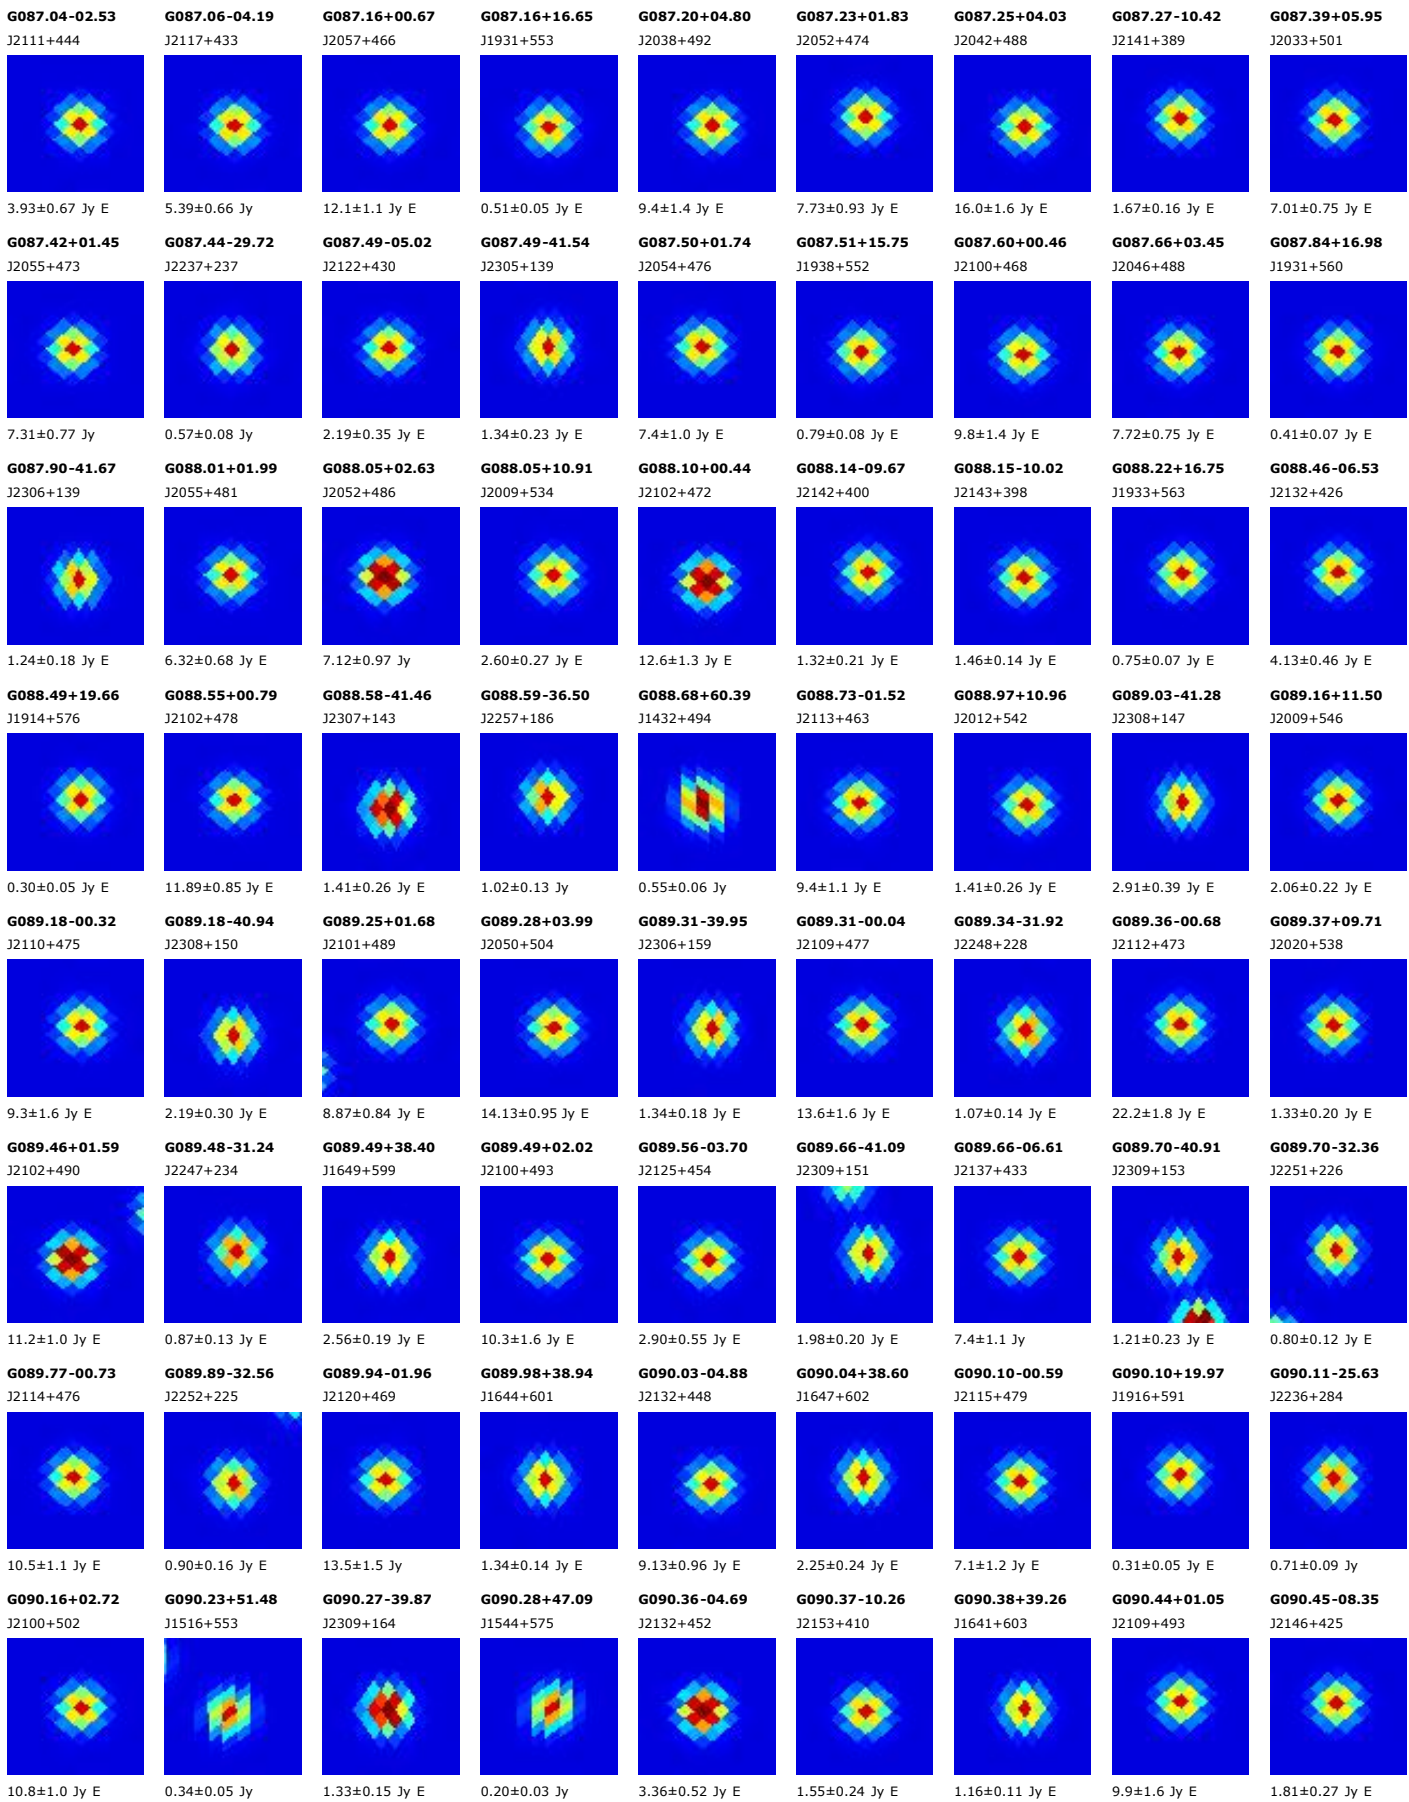 G087.04-02.53 G087.06-04.19 G087.16+00.67 G087.16+16.65 G087.20+04.80 G087.23+01.83 G087.25+04.03 G087.27-10.42 G087.39+05.95
J2111+444 J2117+433 J2057+466 J1931+553 J2038+492 J2052+474 J2042+488 J2141+389 J2033+501
3.93±0.67 Jy E 5.39±0.66 Jy 12.1±1.1 Jy E 0.51±0.05 Jy E 9.4±1.4 Jy E 7.73±0.93 Jy E 16.0±1.6 Jy E 1.67±0.16 Jy E 7.01±0.75 Jy E
G087.42+01.45 G087.44-29.72 G087.49-05.02 G087.49-41.54 G087.50+01.74 G087.51+15.75 G087.60+00.46 G087.66+03.45 G087.84+16.98
J2055+473 J2237+237 J2122+430 J2305+139 J2054+476 J1938+552 J2100+468 J2046+488 J1931+560
7.31±0.77 Jy 0.57±0.08 Jy 2.19±0.35 Jy E 1.34±0.23 Jy E 7.4±1.0 Jy E 0.79±0.08 Jy E 9.8±1.4 Jy E 7.72±0.75 Jy E 0.41±0.07 Jy E
G087.90-41.67 G088.01+01.99 G088.05+02.63 G088.05+10.91 G088.10+00.44 G088.14-09.67 G088.15-10.02 G088.22+16.75 G088.46-06.53
J2306+139 J2055+481 J2052+486 J2009+534 J2102+472 J2142+400 J2143+398 J1933+563 J2132+426
1.24±0.18 Jy E 6.32±0.68 Jy E 7.12±0.97 Jy 2.60±0.27 Jy E 12.6±1.3 Jy E 1.32±0.21 Jy E 1.46±0.14 Jy E 0.75±0.07 Jy E 4.13±0.46 Jy E
G088.49+19.66 G088.55+00.79 G088.58-41.46 G088.59-36.50 G088.68+60.39 G088.73-01.52 G088.97+10.96 G089.03-41.28 G089.16+11.50
J1914+576 J2102+478 J2307+143 J2257+186 J1432+494 J2113+463 J2012+542 J2308+147 J2009+546
0.30±0.05 Jy E 11.89±0.85 Jy E 1.41±0.26 Jy E 1.02±0.13 Jy 0.55±0.06 Jy 9.4±1.1 Jy E 1.41±0.26 Jy E 2.91±0.39 Jy E 2.06±0.22 Jy E
G089.18-00.32 G089.18-40.94 G089.25+01.68 G089.28+03.99 G089.31-39.95 G089.31-00.04 G089.34-31.92 G089.36-00.68 G089.37+09.71
J2110+475 J2308+150 J2101+489 J2050+504 J2306+159 J2109+477 J2248+228 J2112+473 J2020+538
9.3±1.6 Jy E 2.19±0.30 Jy E 8.87±0.84 Jy E 14.13±0.95 Jy E 1.34±0.18 Jy E 13.6±1.6 Jy E 1.07±0.14 Jy E 22.2±1.8 Jy E 1.33±0.20 Jy E
G089.46+01.59 G089.48-31.24 G089.49+38.40 G089.49+02.02 G089.56-03.70 G089.66-41.09 G089.66-06.61 G089.70-40.91 G089.70-32.36
J2102+490 J2247+234 J1649+599 J2100+493 J2125+454 J2309+151 J2137+433 J2309+153 J2251+226
11.2±1.0 Jy E 0.87±0.13 Jy E 2.56±0.19 Jy E 10.3±1.6 Jy E 2.90±0.55 Jy E 1.98±0.20 Jy E 7.4±1.1 Jy 1.21±0.23 Jy E 0.80±0.12 Jy E
G089.77-00.73 G089.89-32.56 G089.94-01.96 G089.98+38.94 G090.03-04.88 G090.04+38.60 G090.10-00.59 G090.10+19.97 G090.11-25.63
J2114+476 J2252+225 J2120+469 J1644+601 J2132+448 J1647+602 J2115+479 J1916+591 J2236+284
10.5±1.1 Jy E 0.90±0.16 Jy E 13.5±1.5 Jy 1.34±0.14 Jy E 9.13±0.96 Jy E 2.25±0.24 Jy E 7.1±1.2 Jy E 0.31±0.05 Jy E 0.71±0.09 Jy
G090.16+02.72 G090.23+51.48 G090.27-39.87 G090.28+47.09 G090.36-04.69 G090.37-10.26 G090.38+39.26 G090.44+01.05 G090.45-08.35
J2100+502 J1516+553 J2309+164 J1544+575 J2132+452 J2153+410 J1641+603 J2109+493 J2146+425
10.8±1.0 Jy E 0.34±0.05 Jy 1.33±0.15 Jy E 0.20±0.03 Jy 3.36±0.52 Jy E 1.55±0.24 Jy E 1.16±0.11 Jy E 9.9±1.6 Jy E 1.81±0.27 Jy E